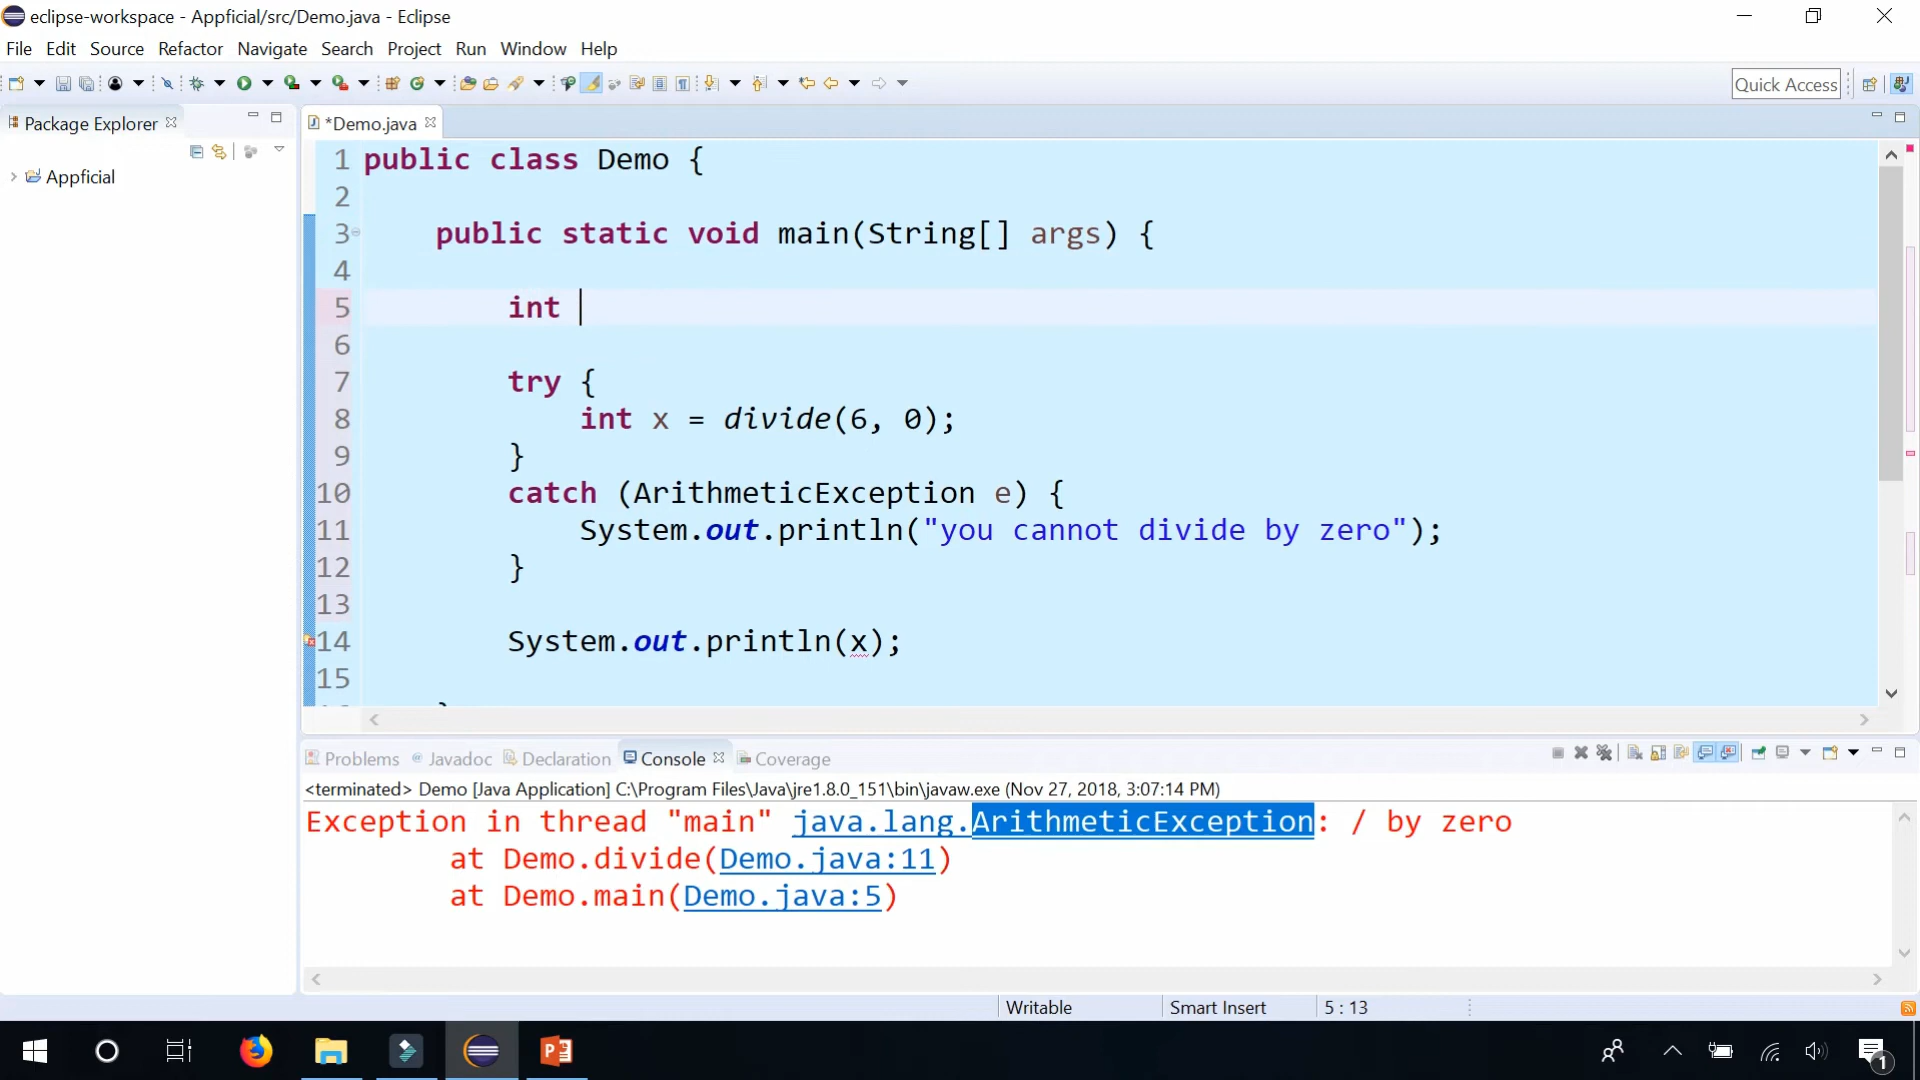 eclipse-workspace - Appficial/src/Demo.java - Eclipse
File Edit Source Refactor Navigate Search Project Run Window Help
Quick Access
Package Explorer
*Demo.java
Appficial
1 public class Demo {
2
3 public static void main(String[] args) {
4
5 int
6
7 try {
8 int x = divide(6, 0);
9 }
10 catch (ArithmeticException e) {
11 System.out.println("you cannot divide by zero");
12 }
13
14 System.out.println(x);
15
Problems Javadoc Declaration Console Coverage
<terminated> Demo [Java Application] C:\Program Files\Java\jre1.8.0_151\bin\javaw.exe (Nov 27, 2018, 3:07:14 PM)
Exception in thread "main" java.lang.ArithmeticException: / by zero
at Demo.divide(Demo.java:11)
at Demo.main(Demo.java:5)
Writable Smart Insert 5 : 13
1